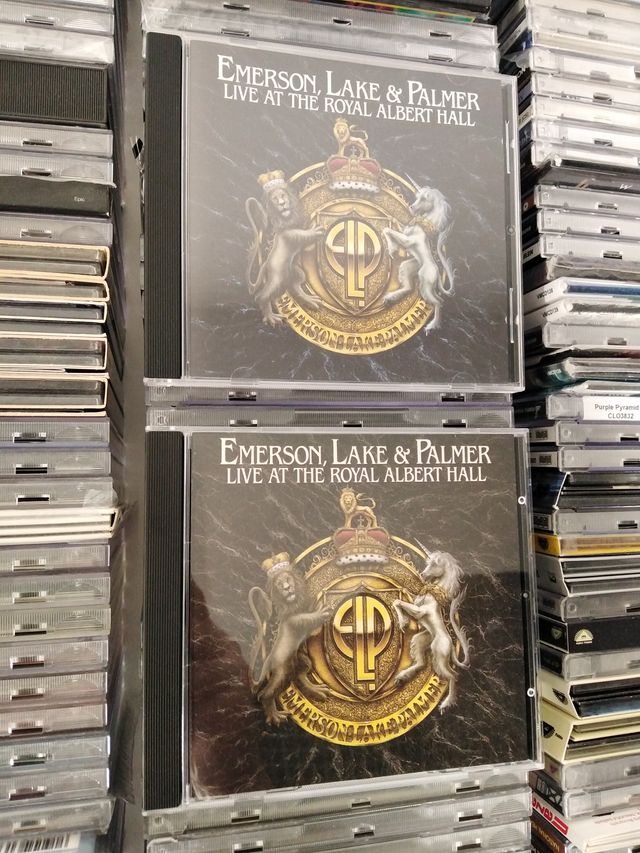 EMERSON, LAKE & PALMER
LIVE AT THE ROYAL ALBERT HALL
ELP
EMERSON LAKE PALMER
EMERSON, LAKE & PALMER
LIVE AT THE ROYAL ALBERT HALL
ELP
EMERSON LAKE PALMER
Epic
Purple Pyramid
CLO3832